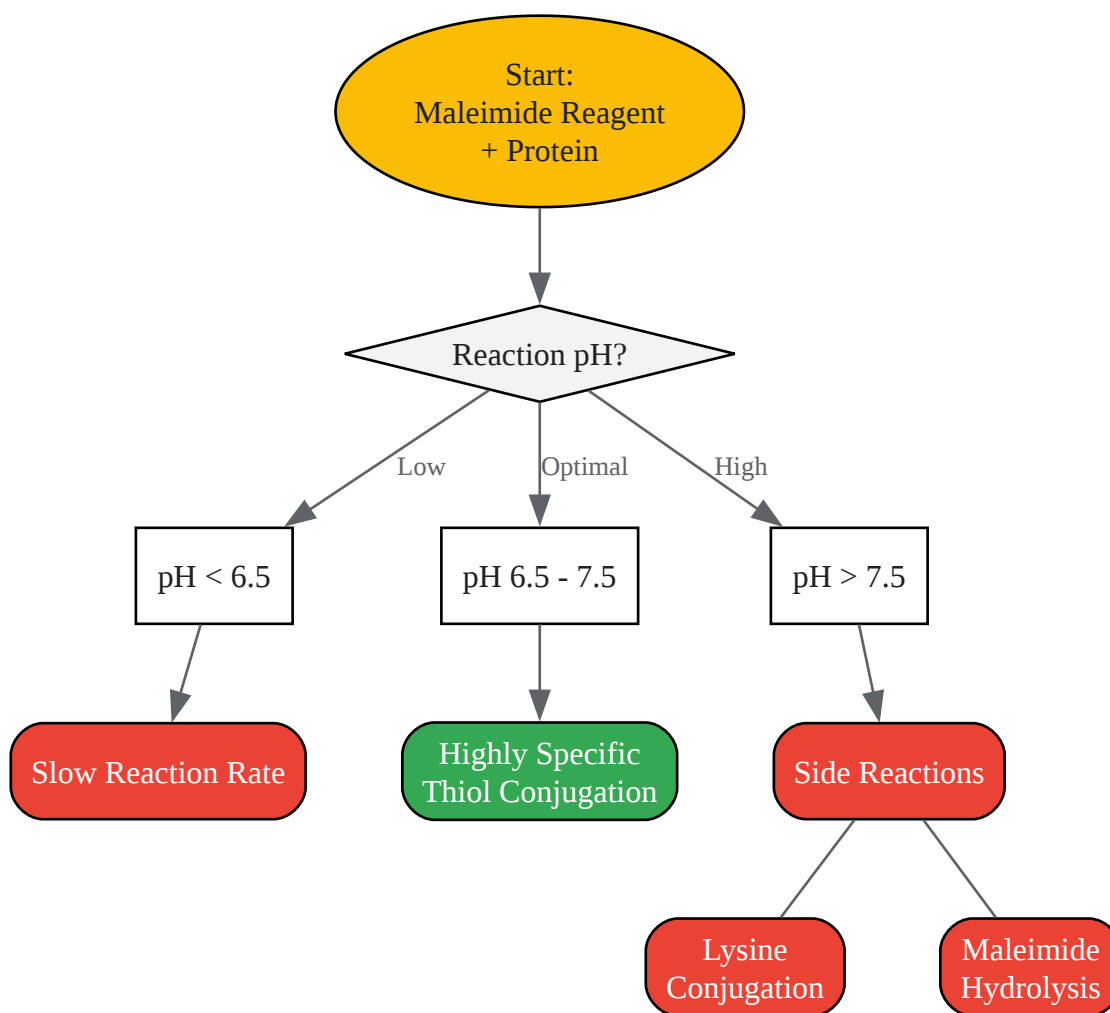 Start:
Maleimide Reagent
+ Protein
Reaction pH?
Low
Optimal
High
pH < 6.5
pH 6.5 - 7.5
pH > 7.5
Slow Reaction Rate
Highly Specific
Thiol Conjugation
Side Reactions
Lysine
Conjugation
Maleimide
Hydrolysis